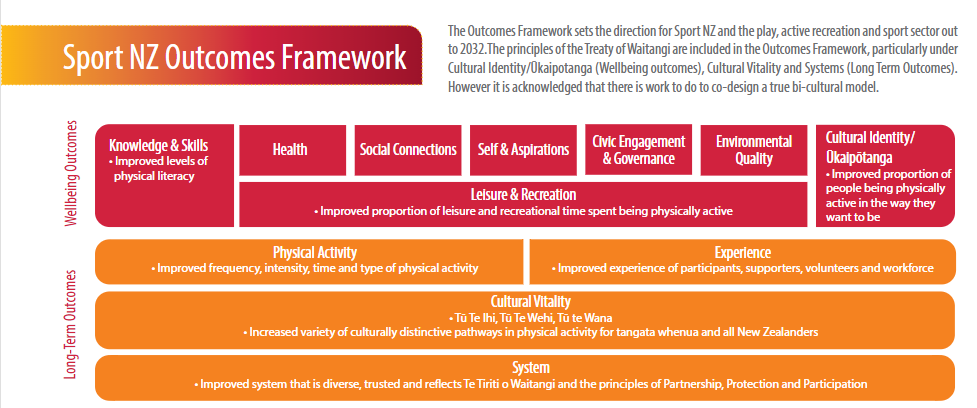 Sport NZ Outcomes Framework
The Outcomes Framework sets the direction for Sport NZ and the play, active recreation and sport sector out
to 2032.The principles of the Treaty of Waitangi are included in the Outcomes Framework, particularly under
Cultural Identity/Ūkaipotanga (Wellbeing outcomes), Cultural Vitality and Systems (Long Term Outcomes).
However it is acknowledged that there is work to do to co-design a true bi-cultural model.
Wellbeing Outcomes
Knowledge & Skills
• Improved levels of
physical literacy
Health
Social Connections
Self & Aspirations
Civic Engagement
& Governance
Environmental
Quality
Cultural Identity/
Ūkaipōtanga
• Improved proportion of
people being physically
active in the way they
want to be
Leisure & Recreation
• Improved proportion of leisure and recreational time spent being physically active
Long-Term Outcomes
Physical Activity
• Improved frequency, intensity, time and type of physical activity
Experience
• Improved experience of participants, supporters, volunteers and workforce
Cultural Vitality
• Tū Te Ihi, Tū Te Wehi, Tū te Wana
• Increased variety of culturally distinctive pathways in physical activity for tangata whenua and all New Zealanders
System
• Improved system that is diverse, trusted and reflects Te Tiriti o Waitangi and the principles of Partnership, Protection and Participation